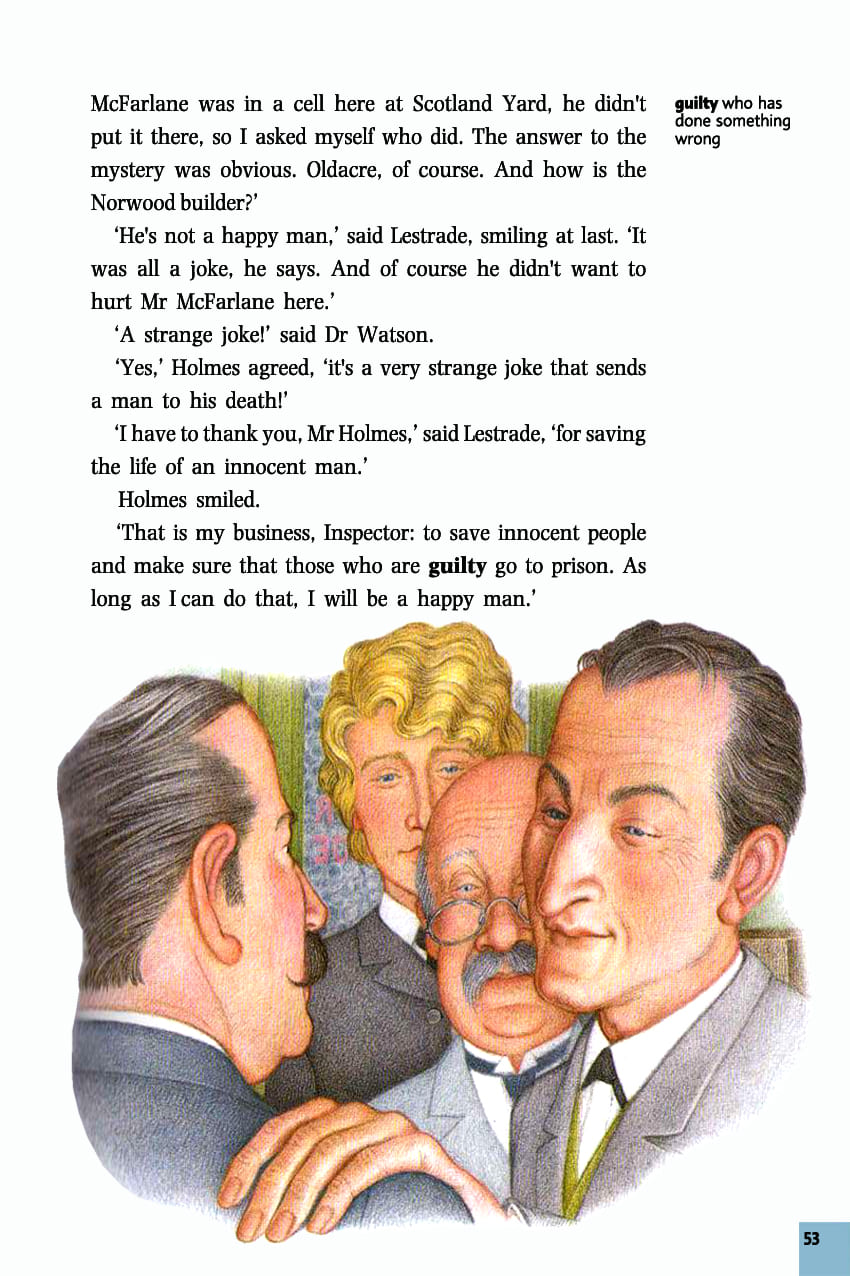 McFarlane was in a cell here at Scotland Yard, he didn't
put it there, so I asked myself who did. The answer to the
mystery was obvious. Oldacre, of course. And how is the
Norwood builder?’
‘He's not a happy man,’ said Lestrade, smiling at last. ‘It
was all a joke, he says. And of course he didn't want to
hurt Mr McFarlane here.’
‘A strange joke!’ said Dr Watson.
‘Yes,’ Holmes agreed, ‘it's a very strange joke that sends
a man to his death!’
‘I have to thank you, Mr Holmes,’ said Lestrade, ‘for saving
the life of an innocent man.’
Holmes smiled.
‘That is my business, Inspector: to save innocent people
and make sure that those who are guilty go to prison. As
long as I can do that, I will be a happy man.’
guilty who has
done something
wrong
53